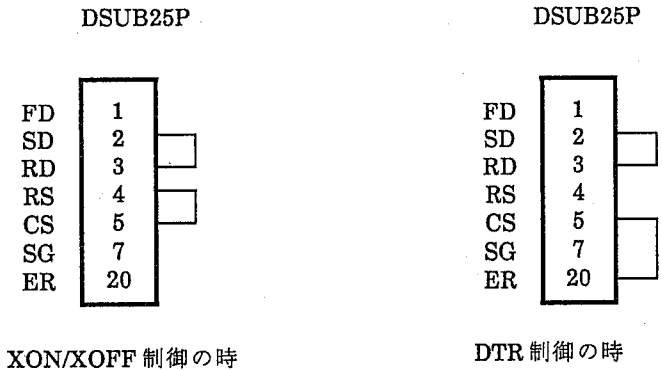 DSUB25P
FD 1
SD 2
RD 3
RS 4
CS 5
SG 7
ER 20
XON/XOFF 制御の時
DSUB25P
FD 1
SD 2
RD 3
RS 4
CS 5
SG 7
ER 20
DTR 制御の時